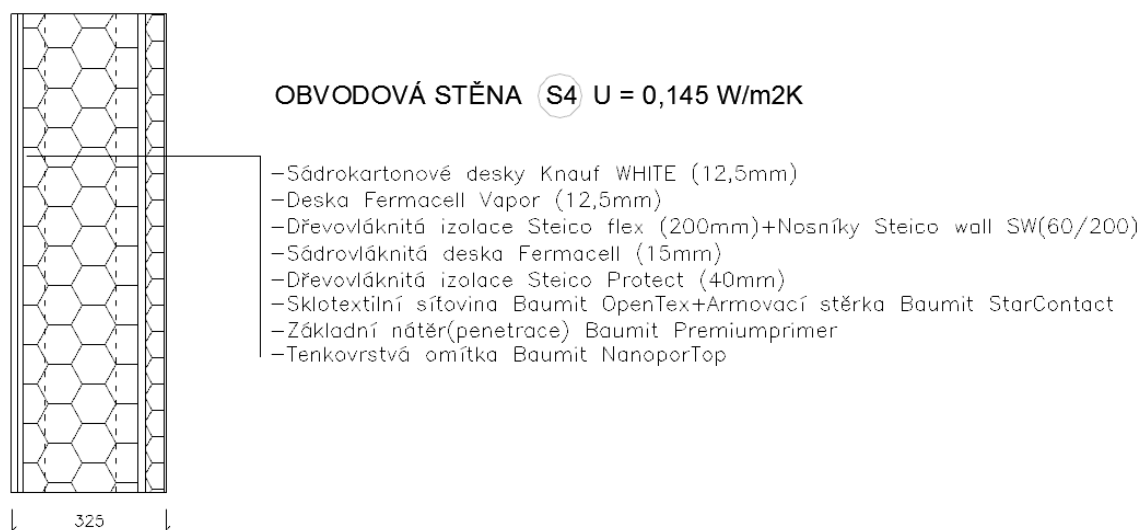 OBVODOVÁ STĚNA S4 U = 0,145 W/m2K
-Sádrokartonové desky Knauf WHITE (12,5mm)
-Deska Fermacell Vapor (12,5mm)
-Dřevovláknitá izolace Steico flex (200mm)+Nosníky Steico wall SW(60/200)
-Sádrovláknitá deska Fermacell (15mm)
-Dřevovláknitá izolace Steico Protect (40mm)
-Sklotextílní síťovina Baumit OpenTex+Armovací stěrka Baumit StarContact
-Základní nátěr(penetrace) Baumit Premiumprimer
-Tenkovrstvá omítka Baumit NanoporTop
325